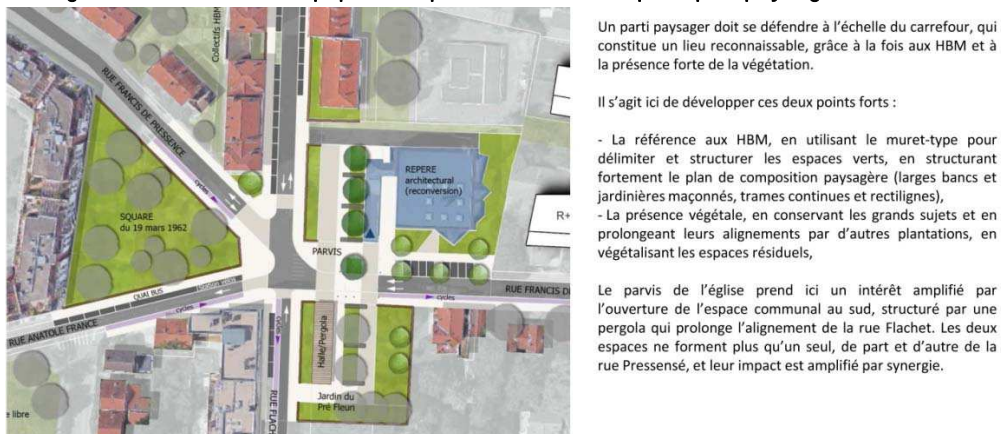 Collectifs HBM
RUE FRANCIS DE PRESSENCE
cycles
REPERE
architectural
(reconversion)
R+
SQUARE
du 19 mars 1962
PARVIS
QUAI BUS
cycles
cycles
RUE FRANCIS DE
RUE ANATOLE FRANCE
Halle/Pergola
Jardin du
Pré Fleuri
e libre
RUE FLACH
Un parti paysager doit se défendre à l’échelle du carrefour, qui
constitue un lieu reconnaissable, grâce à la fois aux HBM et à
la présence forte de la végétation.
Il s’agit ici de développer ces deux points forts :
- La référence aux HBM, en utilisant le muret-type pour
délimiter et structurer les espaces verts, en structurant
fortement le plan de composition paysagère (larges bancs et
jardinières maçonnés, trames continues et rectilignes),
- La présence végétale, en conservant les grands sujets et en
prolongeant leurs alignements par d’autres plantations, en
végétalisant les espaces résiduels,
Le parvis de l’église prend ici un intérêt amplifié par
l’ouverture de l’espace communal au sud, structuré par une
pergola qui prolonge l’alignement de la rue Flachet. Les deux
espaces ne forment plus qu’un seul, de part et d’autre de la
rue Pressensé, et leur impact est amplifié par synergie.